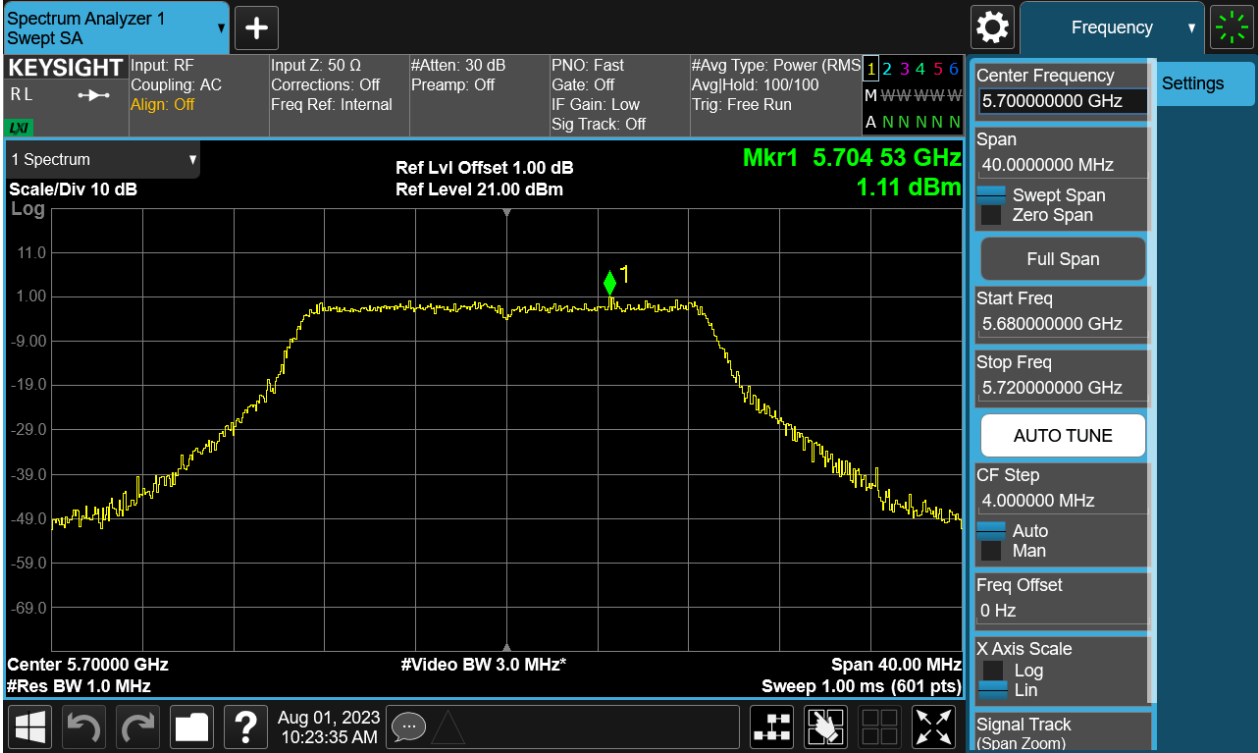 Spectrum Analyzer 1
Swept SA
Frequency
KEYSIGHT
R L
LXI
Input: RF
Coupling: AC
Align: Off
Input Z: 50 Ω
Corrections: Off
Freq Ref: Internal
#Atten: 30 dB
Preamp: Off
PNO: Fast
Gate: Off
IF Gain: Low
Sig Track: Off
#Avg Type: Power (RMS
Avg|Hold: 100/100
Trig: Free Run
1 2 3 4 5 6
M W W W W W
A N N N N N
1 Spectrum
Scale/Div 10 dB
Log
Ref Lvl Offset 1.00 dB
Ref Level 21.00 dBm
Mkr1 5.704 53 GHz
1.11 dBm
1
11.0
1.00
-9.00
-19.0
-29.0
-39.0
-49.0
-59.0
-69.0
Center 5.70000 GHz
#Res BW 1.0 MHz
#Video BW 3.0 MHz*
Span 40.00 MHz
Sweep 1.00 ms (601 pts)
Aug 01, 2023
10:23:35 AM
Center Frequency
5.700000000 GHz
Span
40.0000000 MHz
Swept Span
Zero Span
Full Span
Start Freq
5.680000000 GHz
Stop Freq
5.720000000 GHz
AUTO TUNE
CF Step
4.000000 MHz
Auto
Man
Freq Offset
0 Hz
X Axis Scale
Log
Lin
Signal Track
(Span Zoom)
Settings